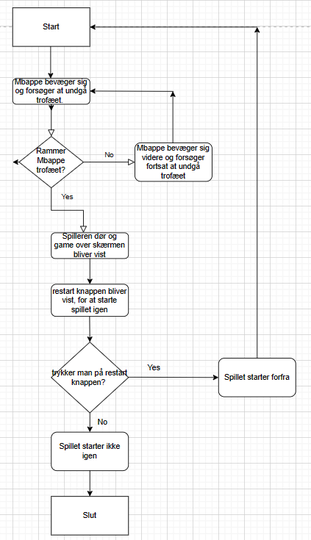 Start
Mbappe bevæger sig
og forsøger at undgå
trofæet.
Rammer
Mbappe
trofæet?
No
Mbappe bevæger sig
videre og forsøger
fortsat at undgå
trofæet
Yes
Spilleren dør og
game over skærmen
bliver vist
restart knappen bliver
vist, for at starte
spillet igen
trykker man på restart
knappen?
Yes
Spillet starter forfra
No
Spillet starter ikke
igen
Slut